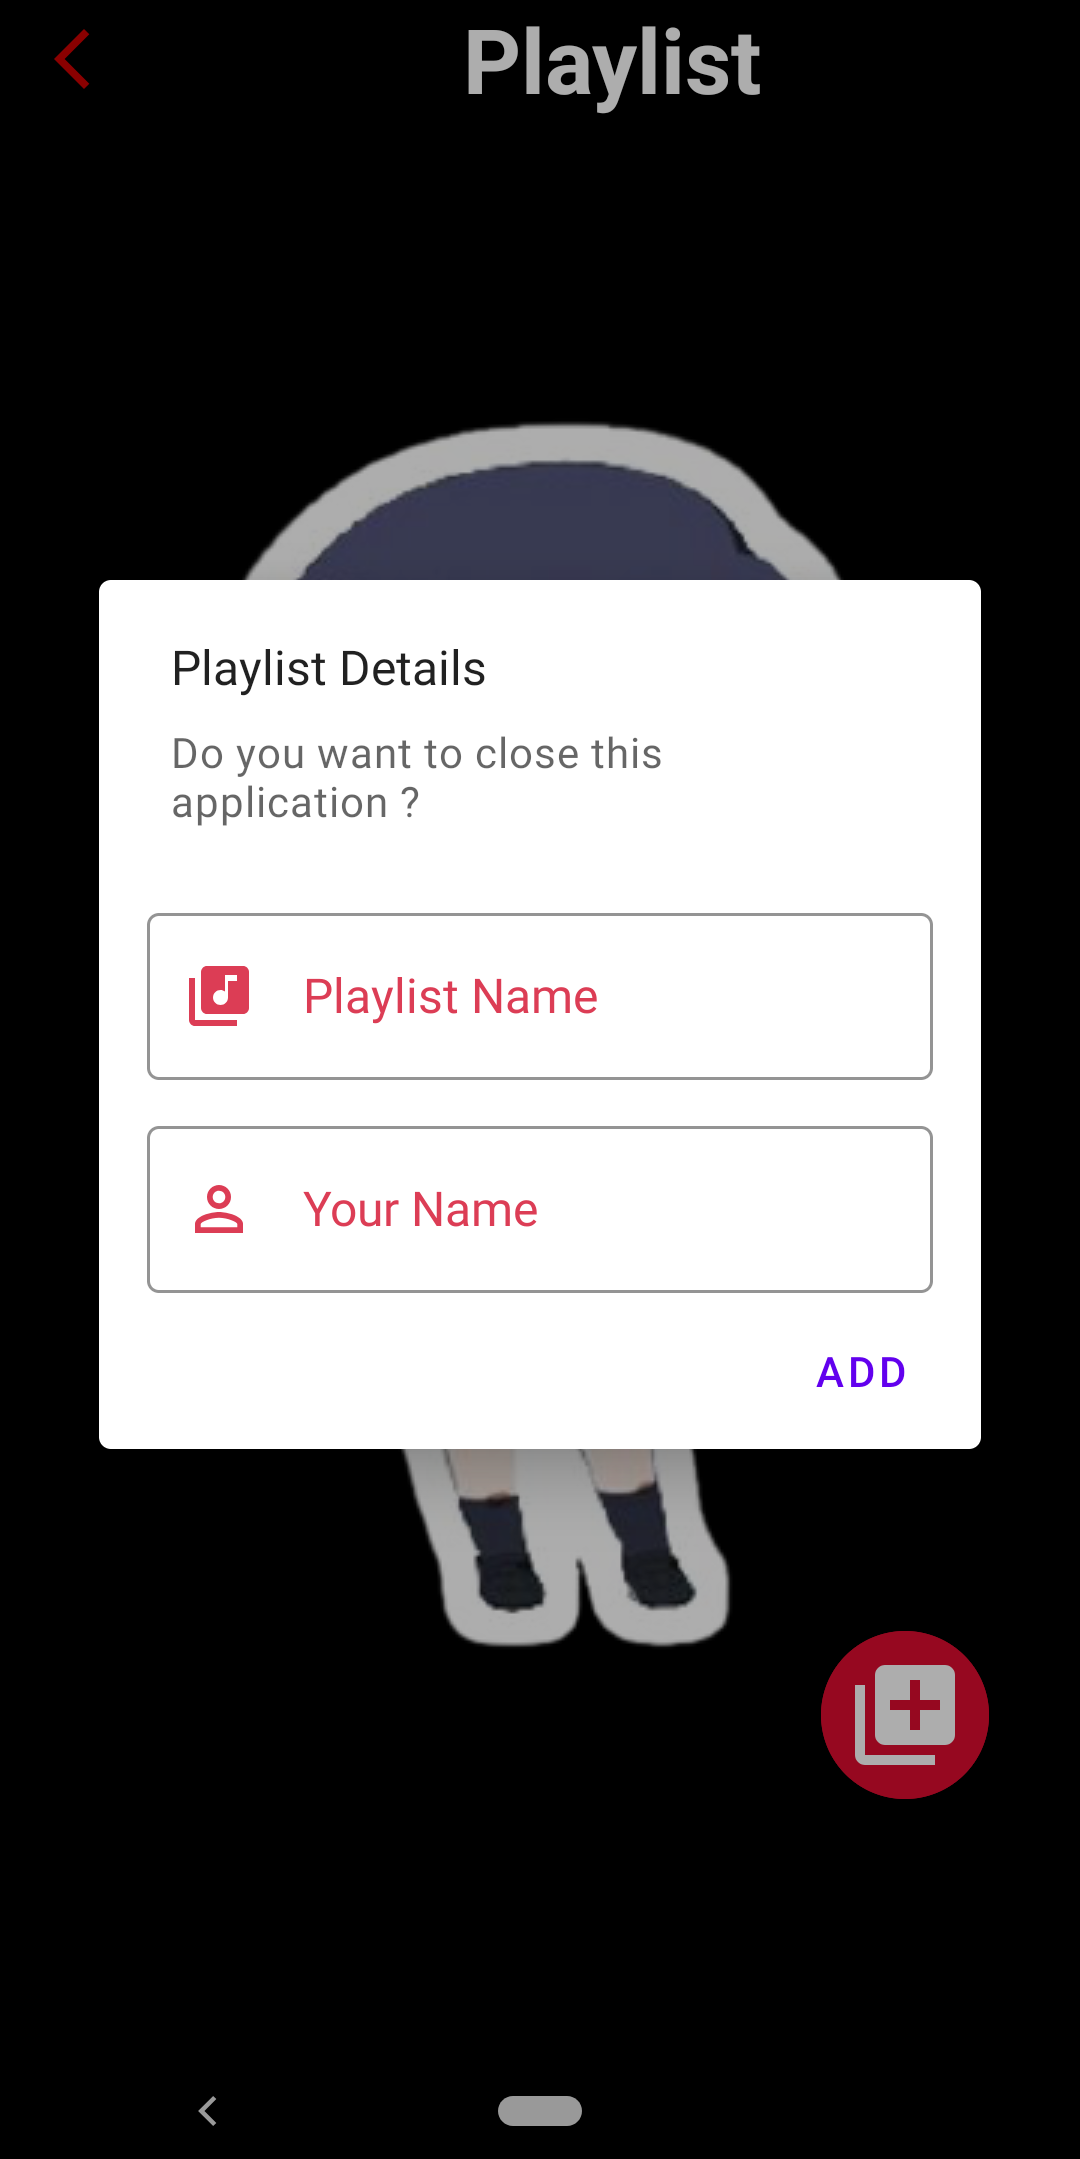 Playlist
Playlist Details
Do you want to close this
application ?
Playlist Name
Your Name
ADD